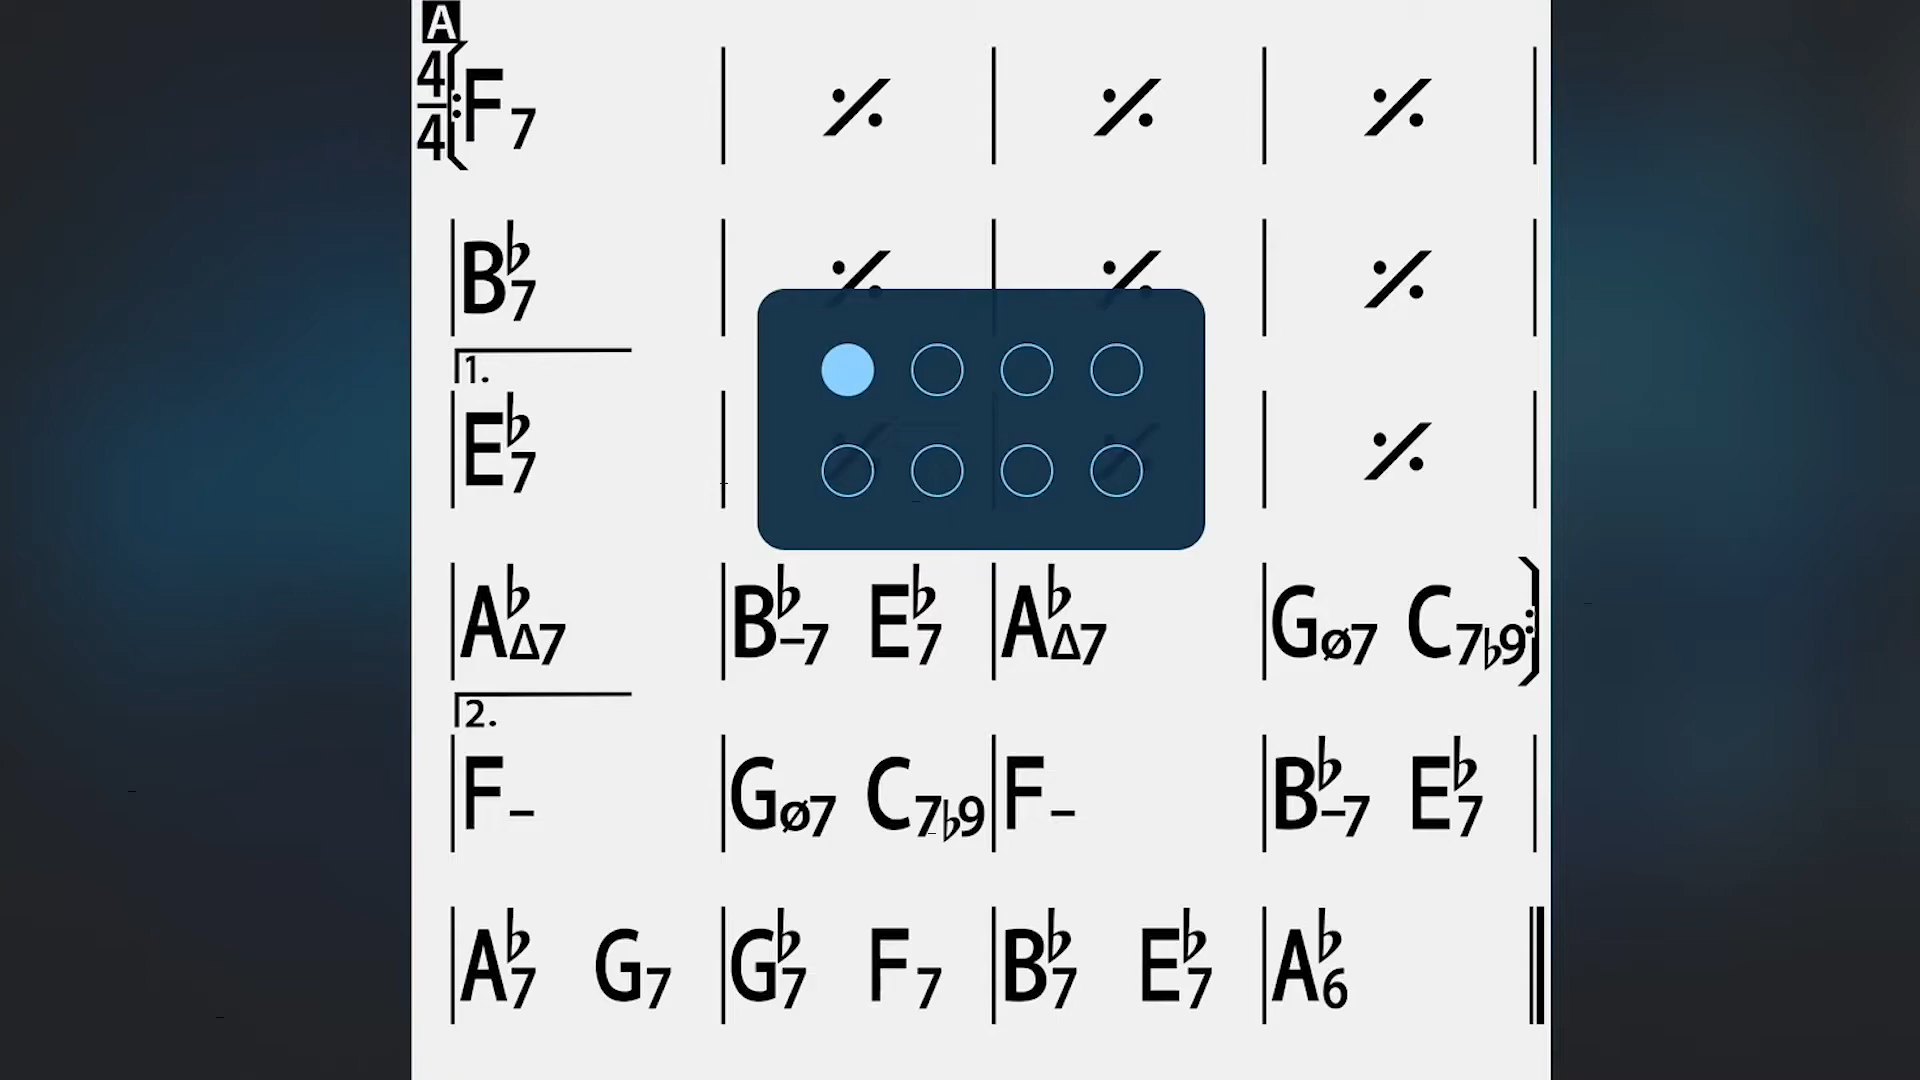 A
4/4 F7 | 𝄎 | 𝄎 | 𝄎 |
B♭7 | 𝄎 | 𝄎 | 𝄎 |
1.
E♭7 | | | 𝄎 |
A♭Δ7 | B♭–7 E♭7 | A♭Δ7 | Gø7 C7♭9
2.
F– | Gø7 C7♭9 | F– | B♭–7 E♭7 |
A♭7 G7 | G♭7 F7 | B♭7 E♭7 | A♭6